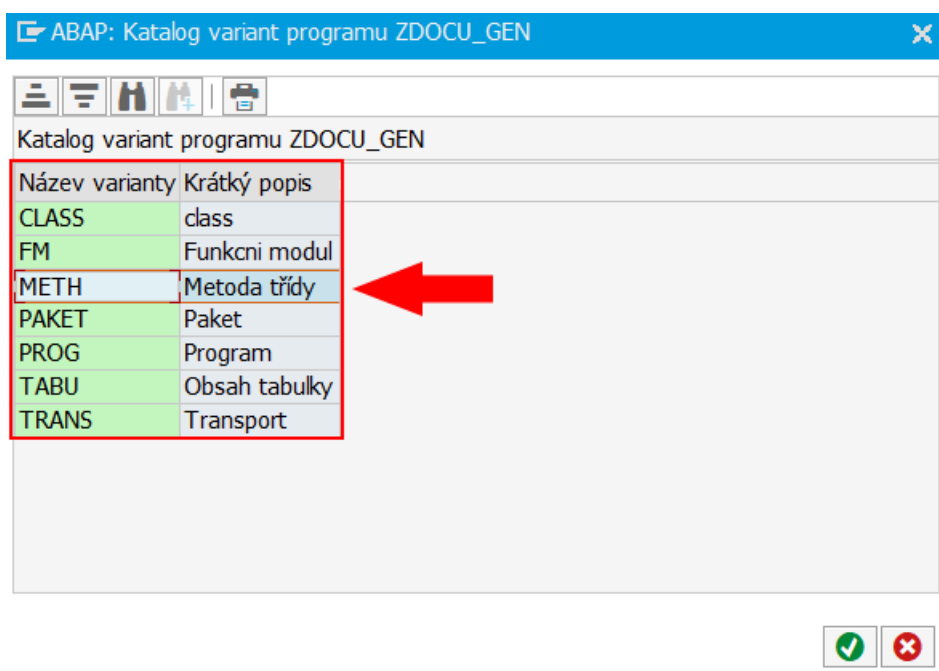 ABAP: Katalog variant programu ZDOCU_GEN
Katalog variant programu ZDOCU_GEN
Název varianty Krátký popis
CLASS class
FM Funkcni modul
METH Metoda třídy
PAKET Paket
PROG Program
TABU Obsah tabulky
TRANS Transport